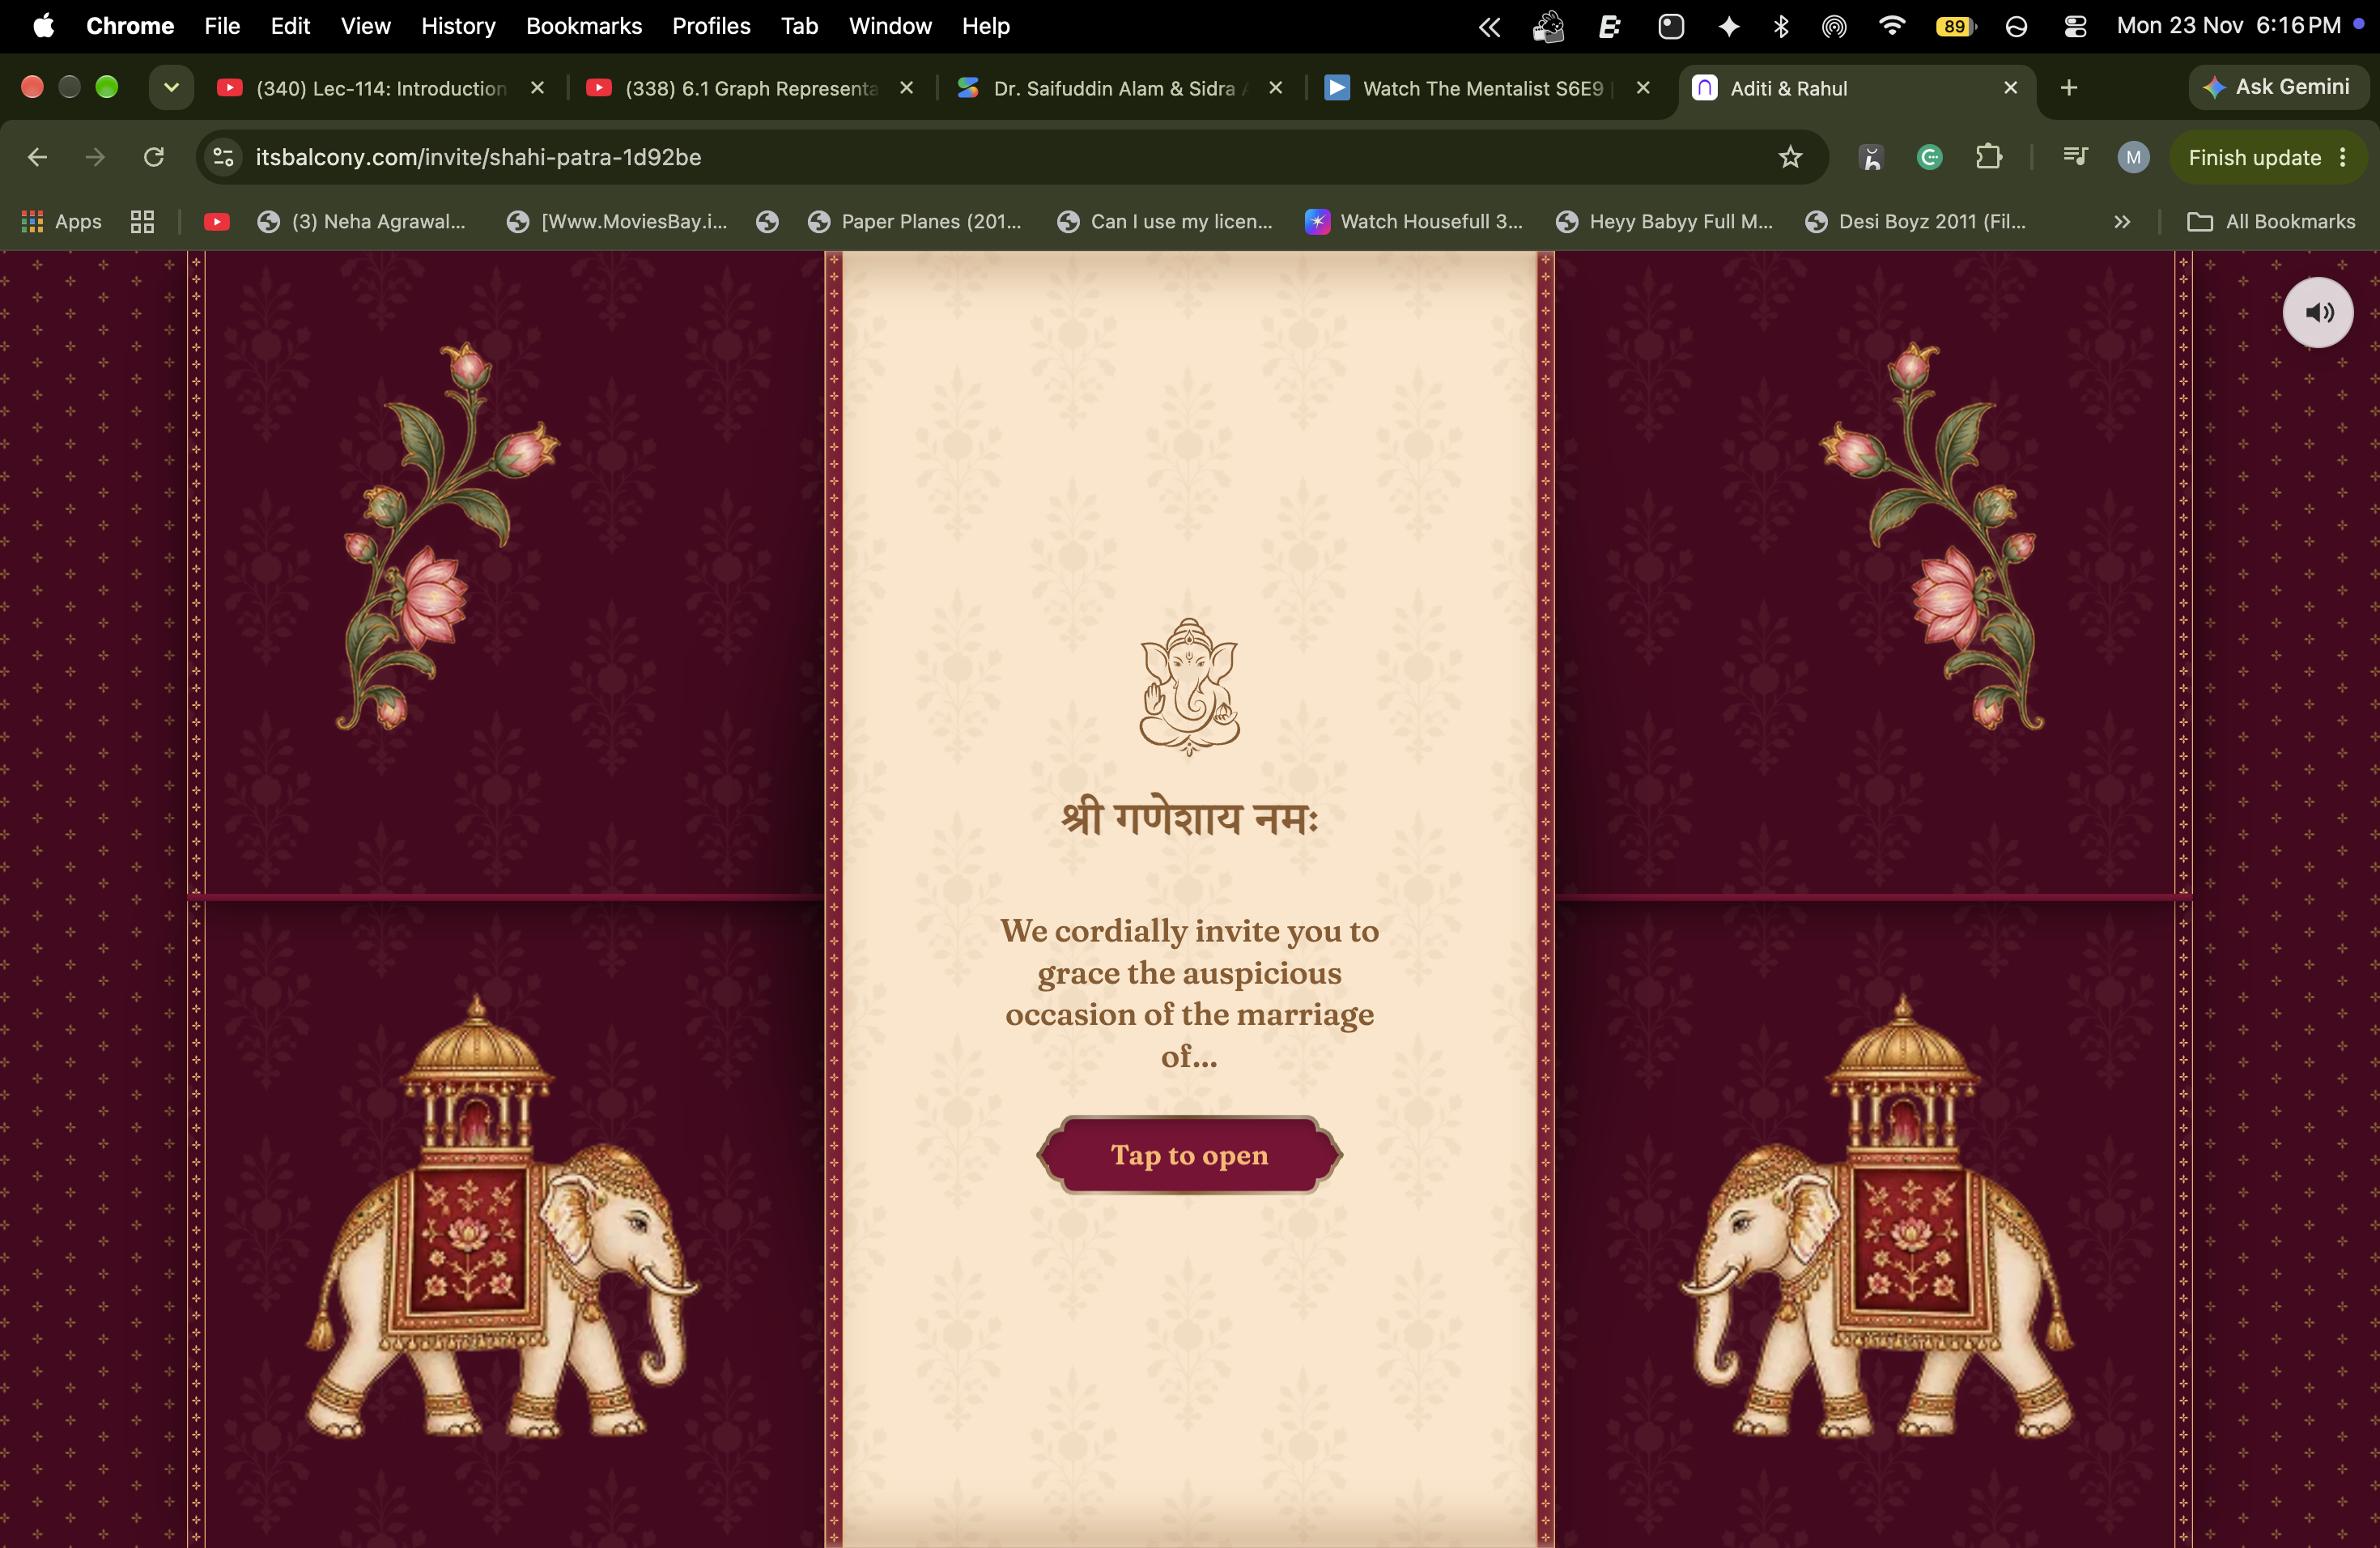 Chrome File Edit View History Bookmarks Profiles Tab Window Help 89 Mon 23 Nov 6:16 PM
(340) Lec-114: Introduction (338) 6.1 Graph Representa Dr. Saifuddin Alam & Sidra Watch The Mentalist S6E9 Aditi & Rahul Ask Gemini
itsbalcony.com/invite/shahi-patra-1d92be M Finish update
Apps (3) Neha Agrawal... [Www.MoviesBay.i... Paper Planes (201... Can I use my licen... Watch Housefull 3... Heyy Babyy Full M... Desi Boyz 2011 (Fil... All Bookmarks
श्री गणेशाय नमः
We cordially invite you to
grace the auspicious
occasion of the marriage
of...
Tap to open